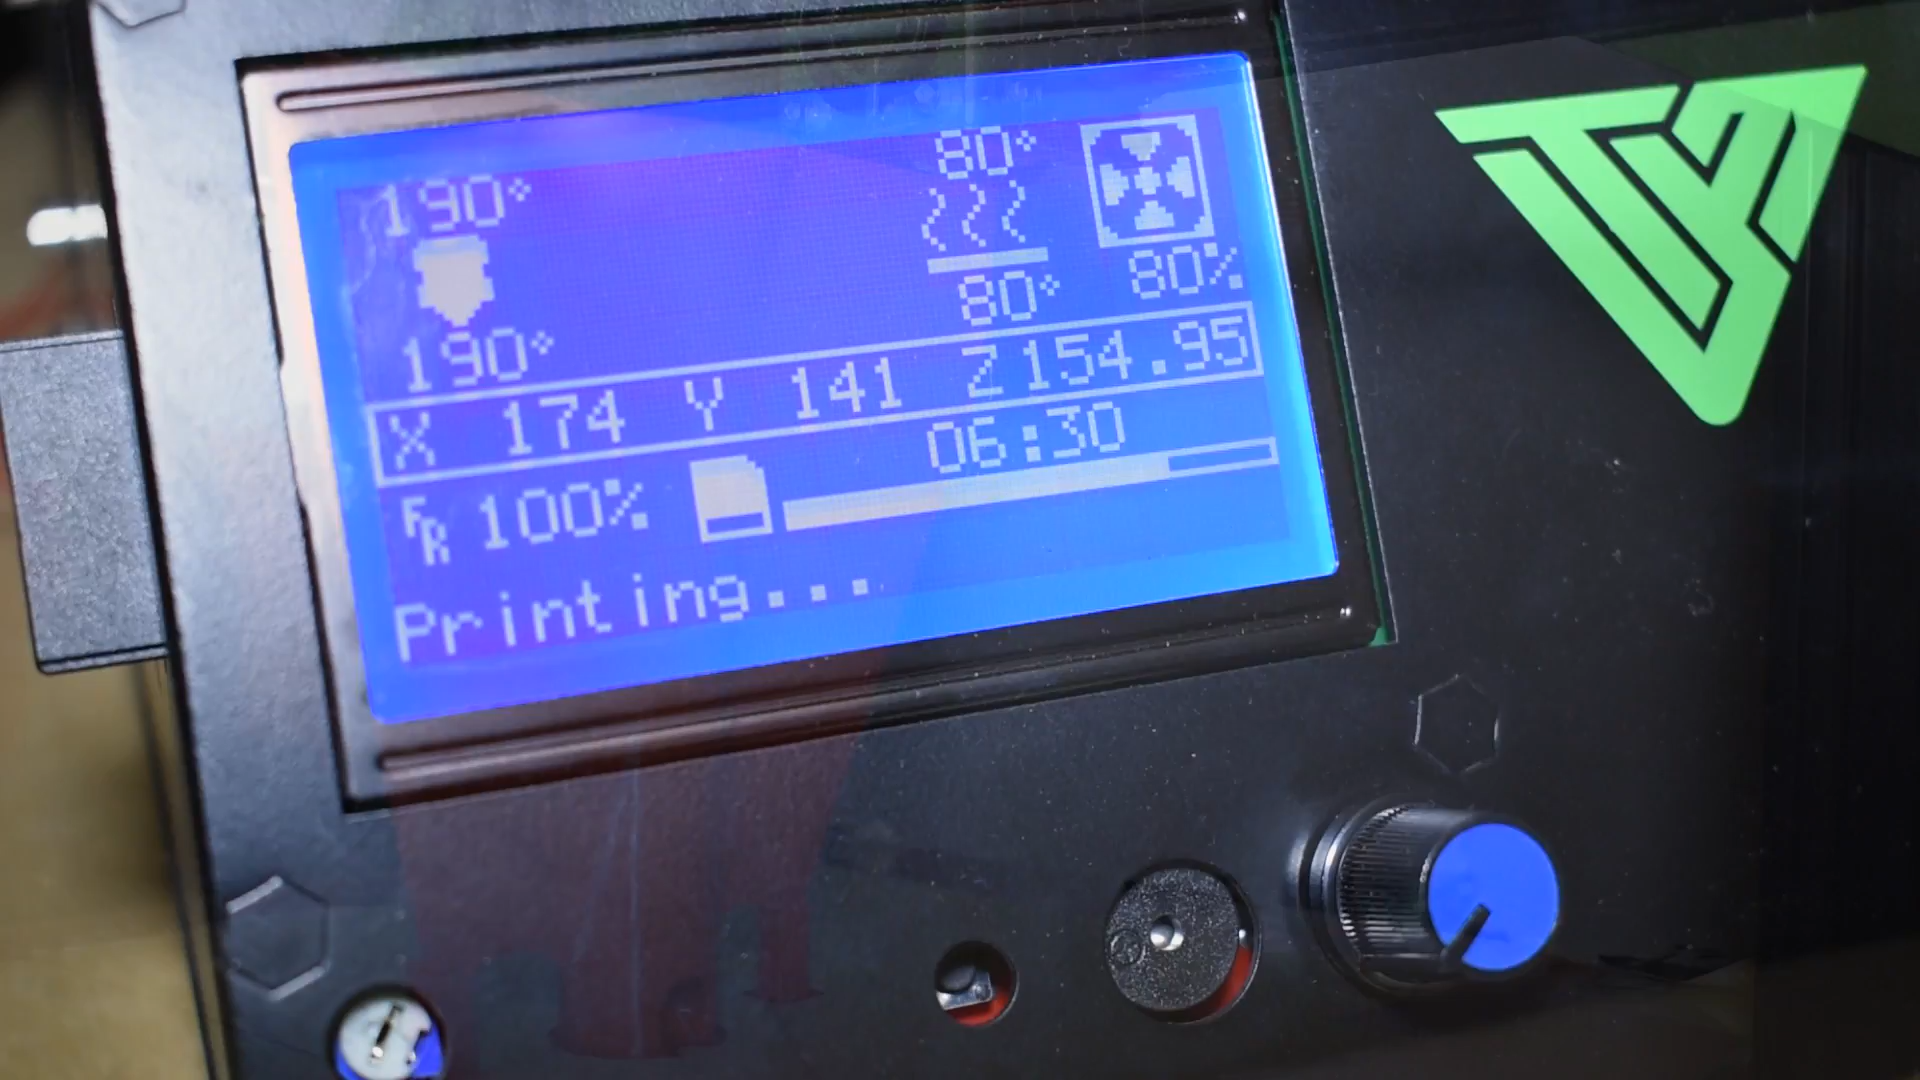 190° 80°
190° 80° 80%
X 174 Y 141 Z 154.95
FR 100% 06:30
Printing...